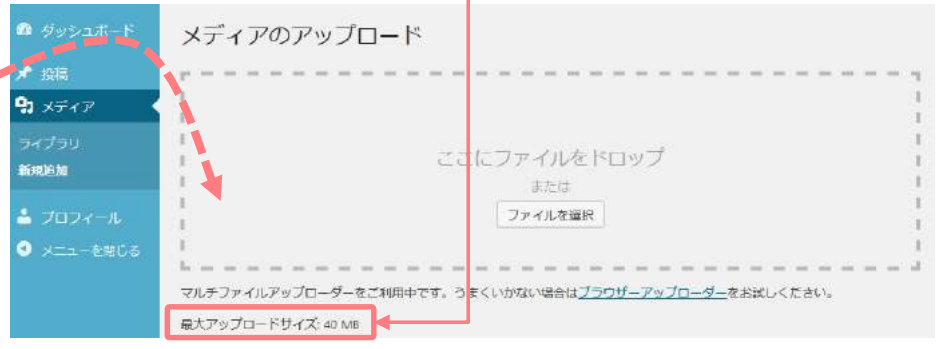 ダッシュボード
投稿
メディア
ライブラリ
新規追加
プロフィール
メニューを閉じる
メディアのアップロード
ここにファイルをドロップ
または
ファイルを選択
マルチファイルアップローダーをご利用中です。うまくいかない場合はブラウザーアップローダーをお試しください。
最大アップロードサイズ: 40 MB